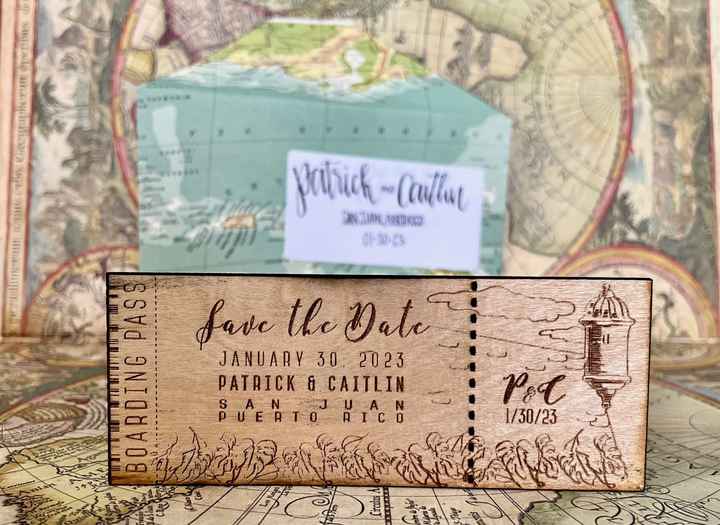 Patrick and Caitlin
SAN JUAN, PUERTO RICO
01-30-23
BOARDING PASS
Save the Date
JANUARY 30, 2023
PATRICK & CAITLIN
SAN JUAN
PUERTO RICO
P&C
1/30/23